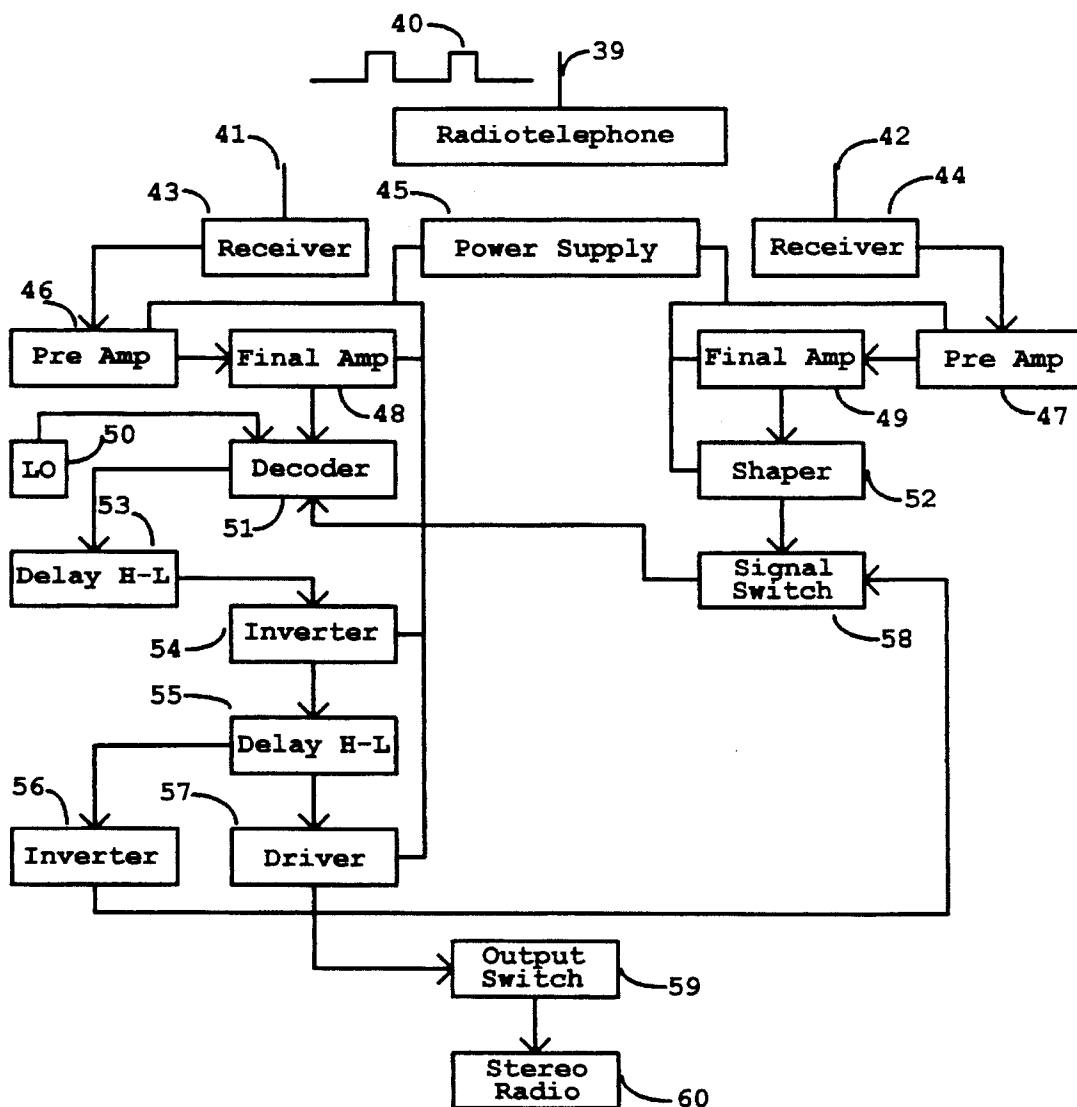 40
39
Radiotelephone
41
42
43
45
44
Receiver
Power Supply
Receiver
46
Pre Amp
Final Amp
Final Amp
Pre Amp
48
49
47
50
LO
Decoder
Shaper
53
51
52
Delay H-L
Signal
Switch
54
Inverter
58
55
Delay H-L
56
57
Inverter
Driver
Output
Switch
59
Stereo
Radio
60